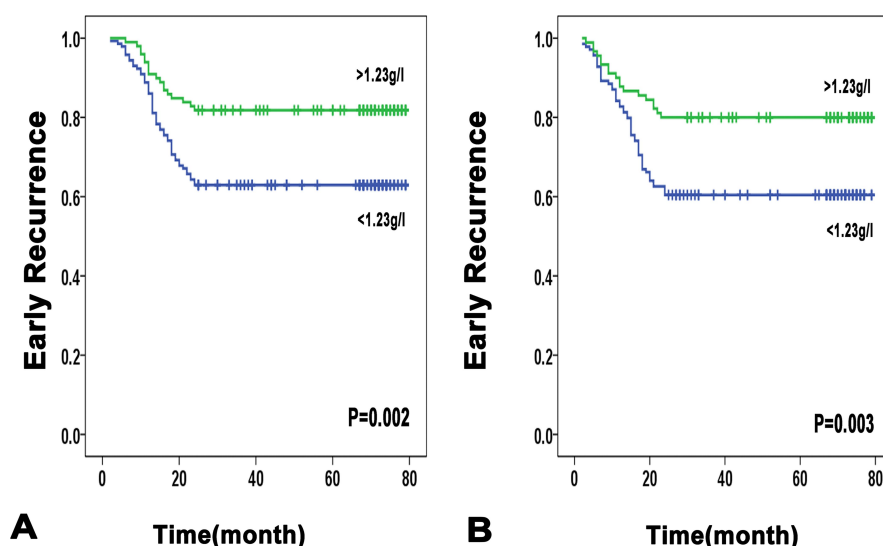 1.0
0.8
0.6
0.4
0.2
0.0
Early Recurrence
>1.23g/l
<1.23g/l
P=0.002
0 20 40 60 80
A Time(month)
1.0
0.8
0.6
0.4
0.2
0.0
Early Recurrence
>1.23g/l
<1.23g/l
P=0.003
0 20 40 60 80
B Time(month)